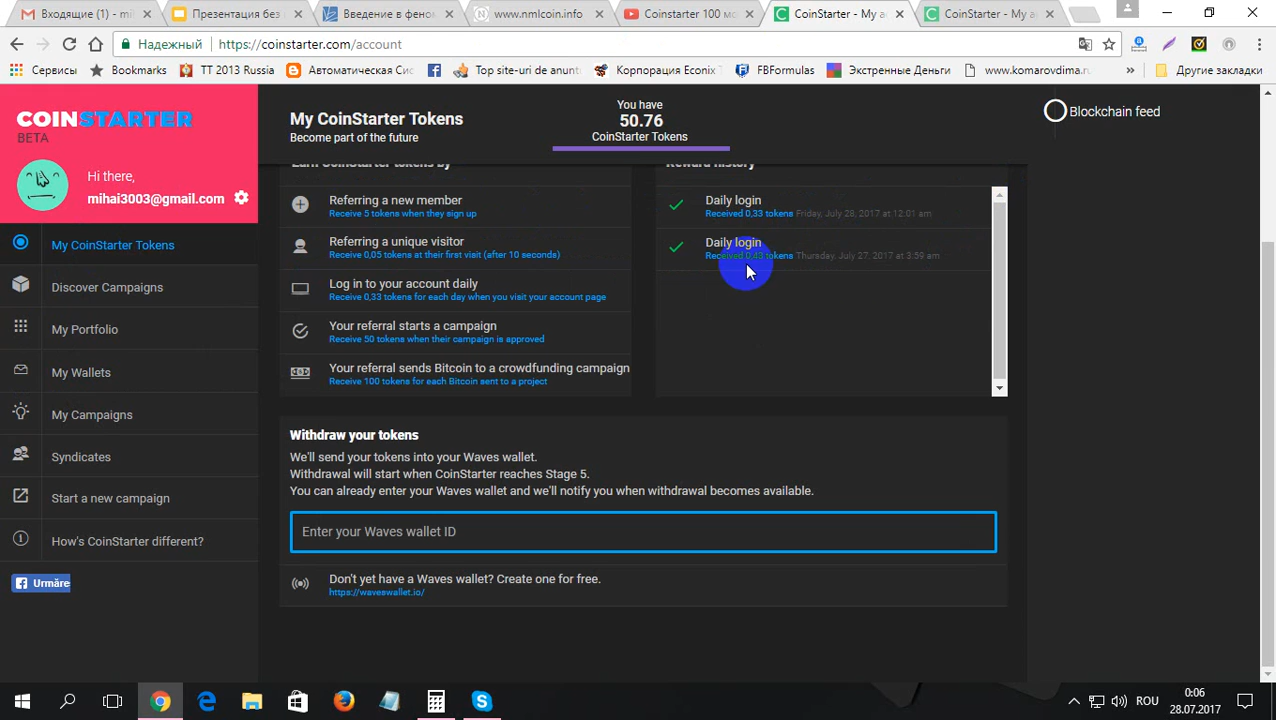 Входящие (1) - mi
Презентация без
Введение в фено
www.nmlcoin.info
Coinstarter 100 мо
CoinStarter - My a
CoinStarter - My a
Надежный
https://coinstarter.com/account
Сервисы
Bookmarks
TT 2013 Russia
Автоматическая Сис
Top site-uri de anunt
Корпорация Econix
FBFormulas
Экстренные Деньги
www.komarovdima.ru
»
Другие закладки
COINSTARTER
BETA
Hi there,
mihai3003@gmail.com
My CoinStarter Tokens
Discover Campaigns
My Portfolio
My Wallets
My Campaigns
Syndicates
Start a new campaign
How's CoinStarter different?
Urmăre
My CoinStarter Tokens
Become part of the future
You have
50.76
CoinStarter Tokens
Blockchain feed
Earn CoinStarter tokens by
Referring a new member
Receive 5 tokens when they sign up
Referring a unique visitor
Receive 0,05 tokens at their first visit (after 10 seconds)
Log in to your account daily
Receive 0,33 tokens for each day when you visit your account page
Your referral starts a campaign
Receive 50 tokens when their campaign is approved
Your referral sends Bitcoin to a crowdfunding campaign
Receive 100 tokens for each Bitcoin sent to a project
Reward history
Daily login
Received 0,33 tokens Friday, July 28, 2017 at 12:01 am
Daily login
Received 0,43 tokens Thursday, July 27, 2017 at 3:59 am
Withdraw your tokens
We'll send your tokens into your Waves wallet.
Withdrawal will start when CoinStarter reaches Stage 5.
You can already enter your Waves wallet and we'll notify you when withdrawal becomes available.
Enter your Waves wallet ID
Don't yet have a Waves wallet? Create one for free.
https://waveswallet.io/
ROU
0:06
28.07.2017